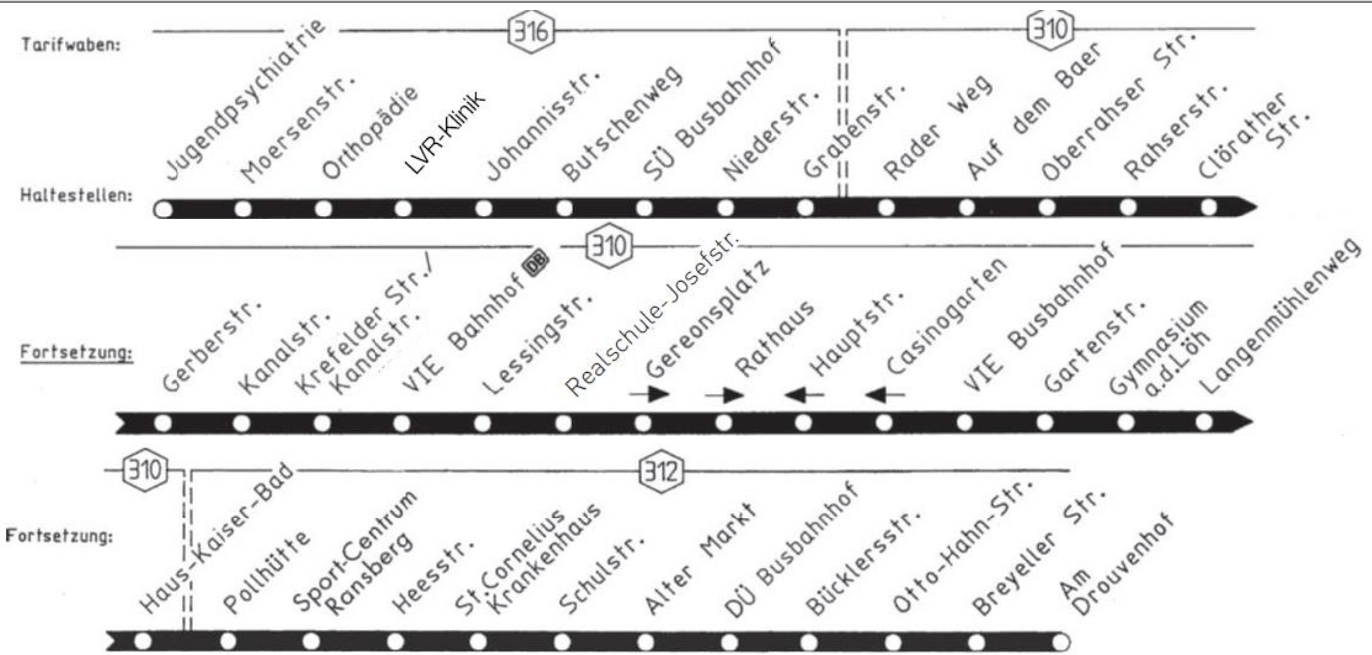 Tarifwaben:
316
310
Jugendpsychiatrie
Moersenstr.
Orthopädie
LVR-Klinik
Johannisstr.
Butschenweg
SÜ Busbahnhof
Niederstr.
Grabenstr.
Rader Weg
Auf dem Baer
Oberrahser Str.
Rahserstr.
Clörather
Str.
Haltestellen:
310
Fortsetzung:
Gerberstr.
Kanalstr.
Krefelder Str./
Kanalstr.
VIE Bahnhof DB
Lessingstr.
Realschule-Josefstr.
Gereonsplatz
Rathaus
Hauptstr.
Casinogarten
VIE Busbahnhof
Gartenstr.
Gymnasium
a.d.Löh
Langenmühlenweg
310
312
Fortsetzung:
Haus-Kaiser-Bad
Pollhütte
Sport-Centrum
Ransberg
Heesstr.
St.Cornelius
Krankenhaus
Schulstr.
Alter Markt
DÜ Busbahnhof
Bücklersstr.
Otto-Hahn-Str.
Breyeller Str.
Am
Drouvenhof